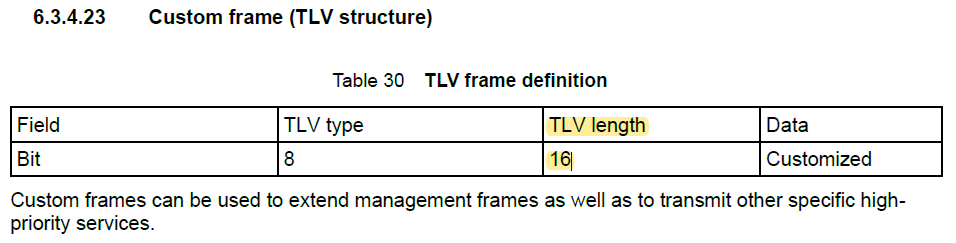 6.3.4.23 Custom frame (TLV structure)
Table 30 TLV frame definition
Field TLV type TLV length Data
Bit 8 16 Customized
Custom frames can be used to extend management frames as well as to transmit other specific high-
priority services.